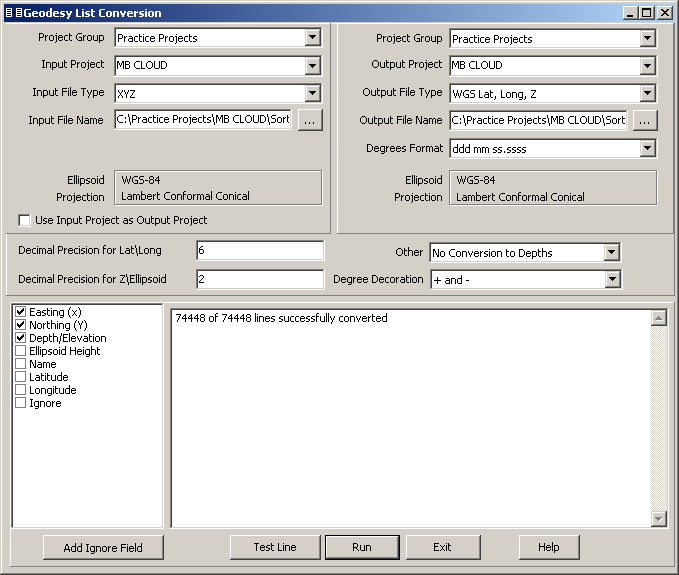 Geodesy List Conversion
Project Group Practice Projects
Input Project MB CLOUD
Input File Type XYZ
Input File Name C:\Practice Projects\MB CLOUD\Sort ...
Ellipsoid WGS-84
Projection Lambert Conformal Conical
Use Input Project as Output Project
Project Group Practice Projects
Output Project MB CLOUD
Output File Type WGS Lat, Long, Z
Output File Name C:\Practice Projects\MB CLOUD\Sort ...
Degrees Format ddd mm ss.ssss
Ellipsoid WGS-84
Projection Lambert Conformal Conical
Decimal Precision for Lat\Long 6
Decimal Precision for Z\Ellipsoid 2
Other No Conversion to Depths
Degree Decoration + and -
Easting (x)
Northing (Y)
Depth/Elevation
Ellipsoid Height
Name
Latitude
Longitude
Ignore
74448 of 74448 lines successfully converted
Add Ignore Field
Test Line
Run
Exit
Help